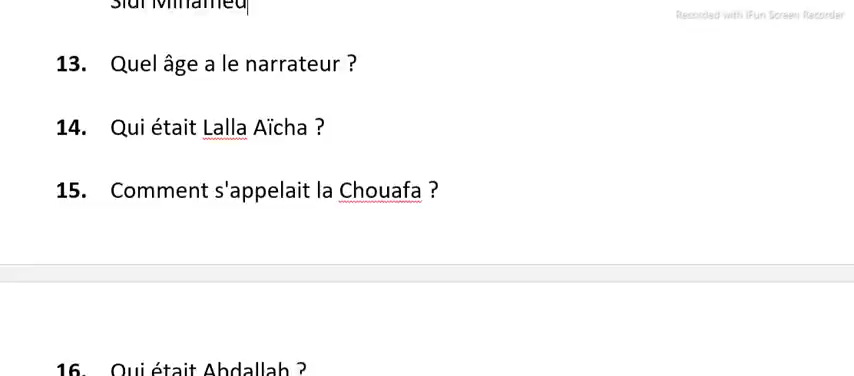 Sidi Mhamed
Recorded with iFun Screen Recorder
13. Quel âge a le narrateur ?
14. Qui était Lalla Aïcha ?
15. Comment s'appelait la Chouafa ?
16. Qui était Abdallah ?